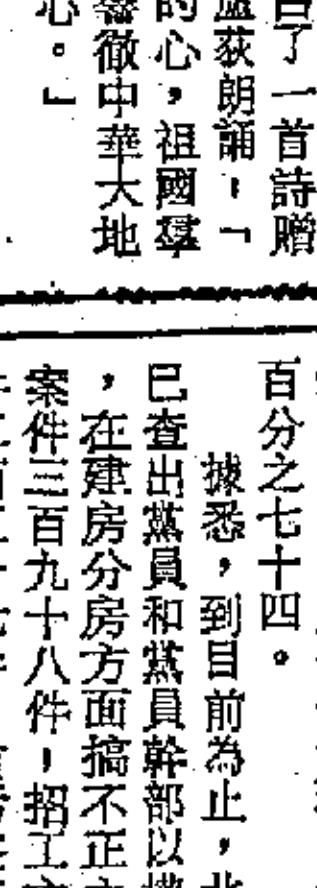 了一首詩贈
荻朗誦：「
的心，祖國羣
徹中華大地
心。」
百分之七十四。
據悉，到目前為止，
已查出黨員和黨員幹部以
，在建房分房方面搞不正
案件三百九十八件，招工